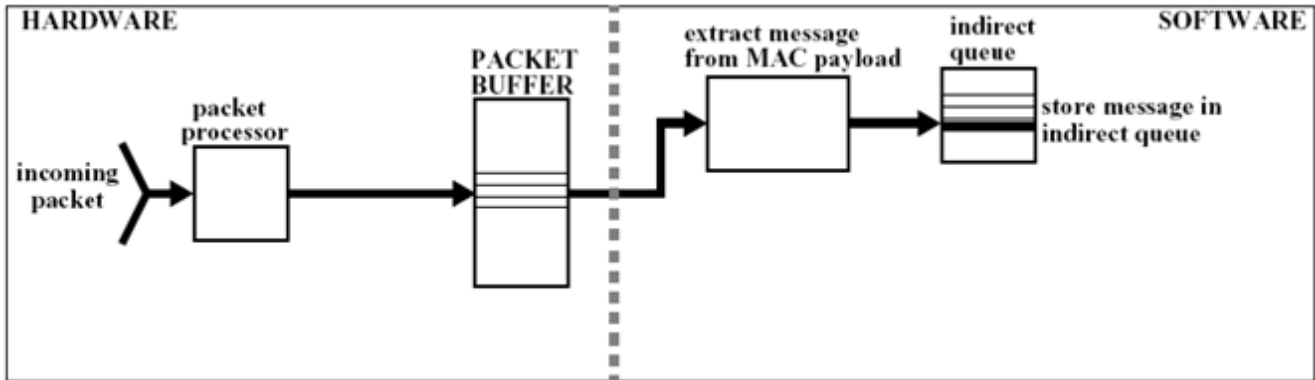 HARDWARE
SOFTWARE
incoming
packet
packet
processor
PACKET
BUFFER
extract message
from MAC payload
indirect
queue
store message in
indirect queue